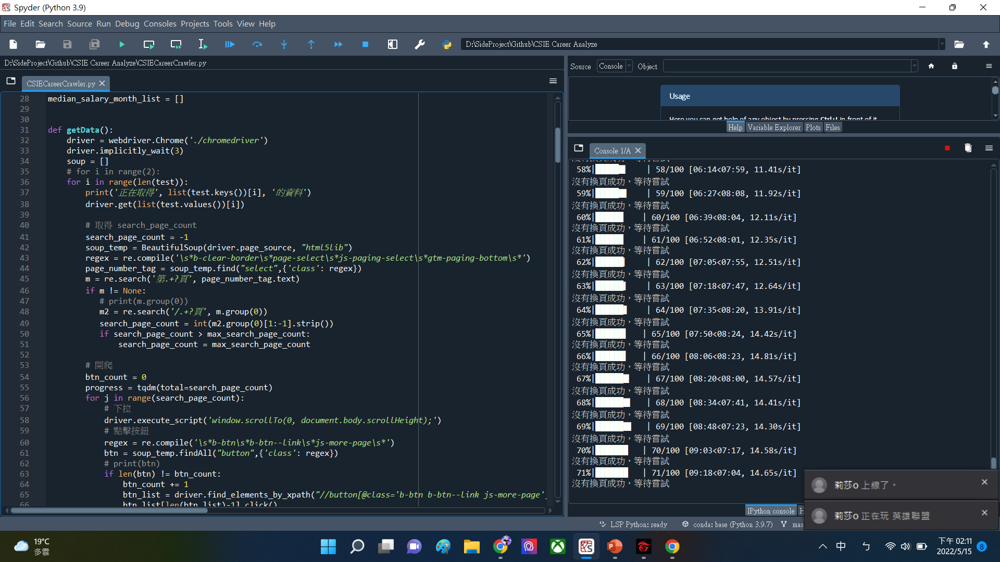 Spyder (Python 3.9)
File Edit Search Source Run Debug Consoles Projects Tools View Help
D:\SideProject\Github\CSIE Career Analyze
D:\SideProject\Github\CSIE Career Analyze\CSIECareerCrawler.py
CSIECareerCrawler.py
28 median_salary_month_list = []
29
30
31 def getData():
32 driver = webdriver.Chrome('./chromedriver')
33 driver.implicitly_wait(3)
34 soup = []
35 # for i in range(2):
36 for i in range(len(test)):
37 print('正在取得', list(test.keys())[i], '的資料')
38 driver.get(list(test.values())[i])
39
40 # 取得 search_page_count
41 search_page_count = -1
42 soup_temp = BeautifulSoup(driver.page_source, "html5lib")
43 regex = re.compile('\s*b-clear-border\s*page-select\s*js-paging-select\s*gtm-paging-bottom\s*')
44 page_number_tag = soup_temp.find("select",{'class': regex})
45 m = re.search('第.+?頁', page_number_tag.text)
46 if m != None:
47 # print(m.group(0))
48 m2 = re.search('/.+?頁', m.group(0))
49 search_page_count = int(m2.group(0)[1:-1].strip())
50 if search_page_count > max_search_page_count:
51 search_page_count = max_search_page_count
52
53 # 開爬
54 btn_count = 0
55 progress = tqdm(total=search_page_count)
56 for j in range(search_page_count):
57 # 下拉
58 driver.execute_script('window.scrollTo(0, document.body.scrollHeight);')
59 # 點擊按鈕
60 regex = re.compile('\s*b-btn\s*b-btn--link\s*js-more-page\s*')
61 btn = soup_temp.findAll("button",{'class': regex})
62 # print(btn)
63 if len(btn) != btn_count:
64 btn_count += 1
65 btn_list = driver.find_elements_by_xpath("//button[@class='b-btn b-btn--link js-more-page'
66 btn_list[len(btn_list)-1].click()
Source Console Object
Usage
Here you can get help of any object by pressing Ctrl+I in front of it
Help Variable Explorer Plots Files
Console 1/A
沒有換頁成功，等待嘗試
58%| | 58/100 [06:14<07:59, 11.41s/it]
沒有換頁成功，等待嘗試
59%| | 59/100 [06:27<08:08, 11.92s/it]
沒有換頁成功，等待嘗試
60%| | 60/100 [06:39<08:04, 12.11s/it]
沒有換頁成功，等待嘗試
61%| | 61/100 [06:52<08:01, 12.35s/it]
沒有換頁成功，等待嘗試
62%| | 62/100 [07:05<07:55, 12.51s/it]
沒有換頁成功，等待嘗試
63%| | 63/100 [07:18<07:47, 12.64s/it]
沒有換頁成功，等待嘗試
64%| | 64/100 [07:35<08:20, 13.91s/it]
沒有換頁成功，等待嘗試
65%| | 65/100 [07:50<08:24, 14.42s/it]
沒有換頁成功，等待嘗試
66%| | 66/100 [08:06<08:23, 14.81s/it]
沒有換頁成功，等待嘗試
67%| | 67/100 [08:20<08:00, 14.57s/it]
沒有換頁成功，等待嘗試
68%| | 68/100 [08:34<07:41, 14.41s/it]
沒有換頁成功，等待嘗試
69%| | 69/100 [08:48<07:23, 14.30s/it]
沒有換頁成功，等待嘗試
70%| | 70/100 [09:03<07:17, 14.58s/it]
沒有換頁成功，等待嘗試
71%| | 71/100 [09:18<07:04, 14.65s/it]
沒有換頁成功，等待嘗試
莉莎o 上線了。
莉莎o 正在玩 英雄聯盟
IPython console H
LSP Python: ready conda: base (Python 3.9.7) mas
19°C
多雲
中 ㄅ
下午 02:11
2022/5/15
8